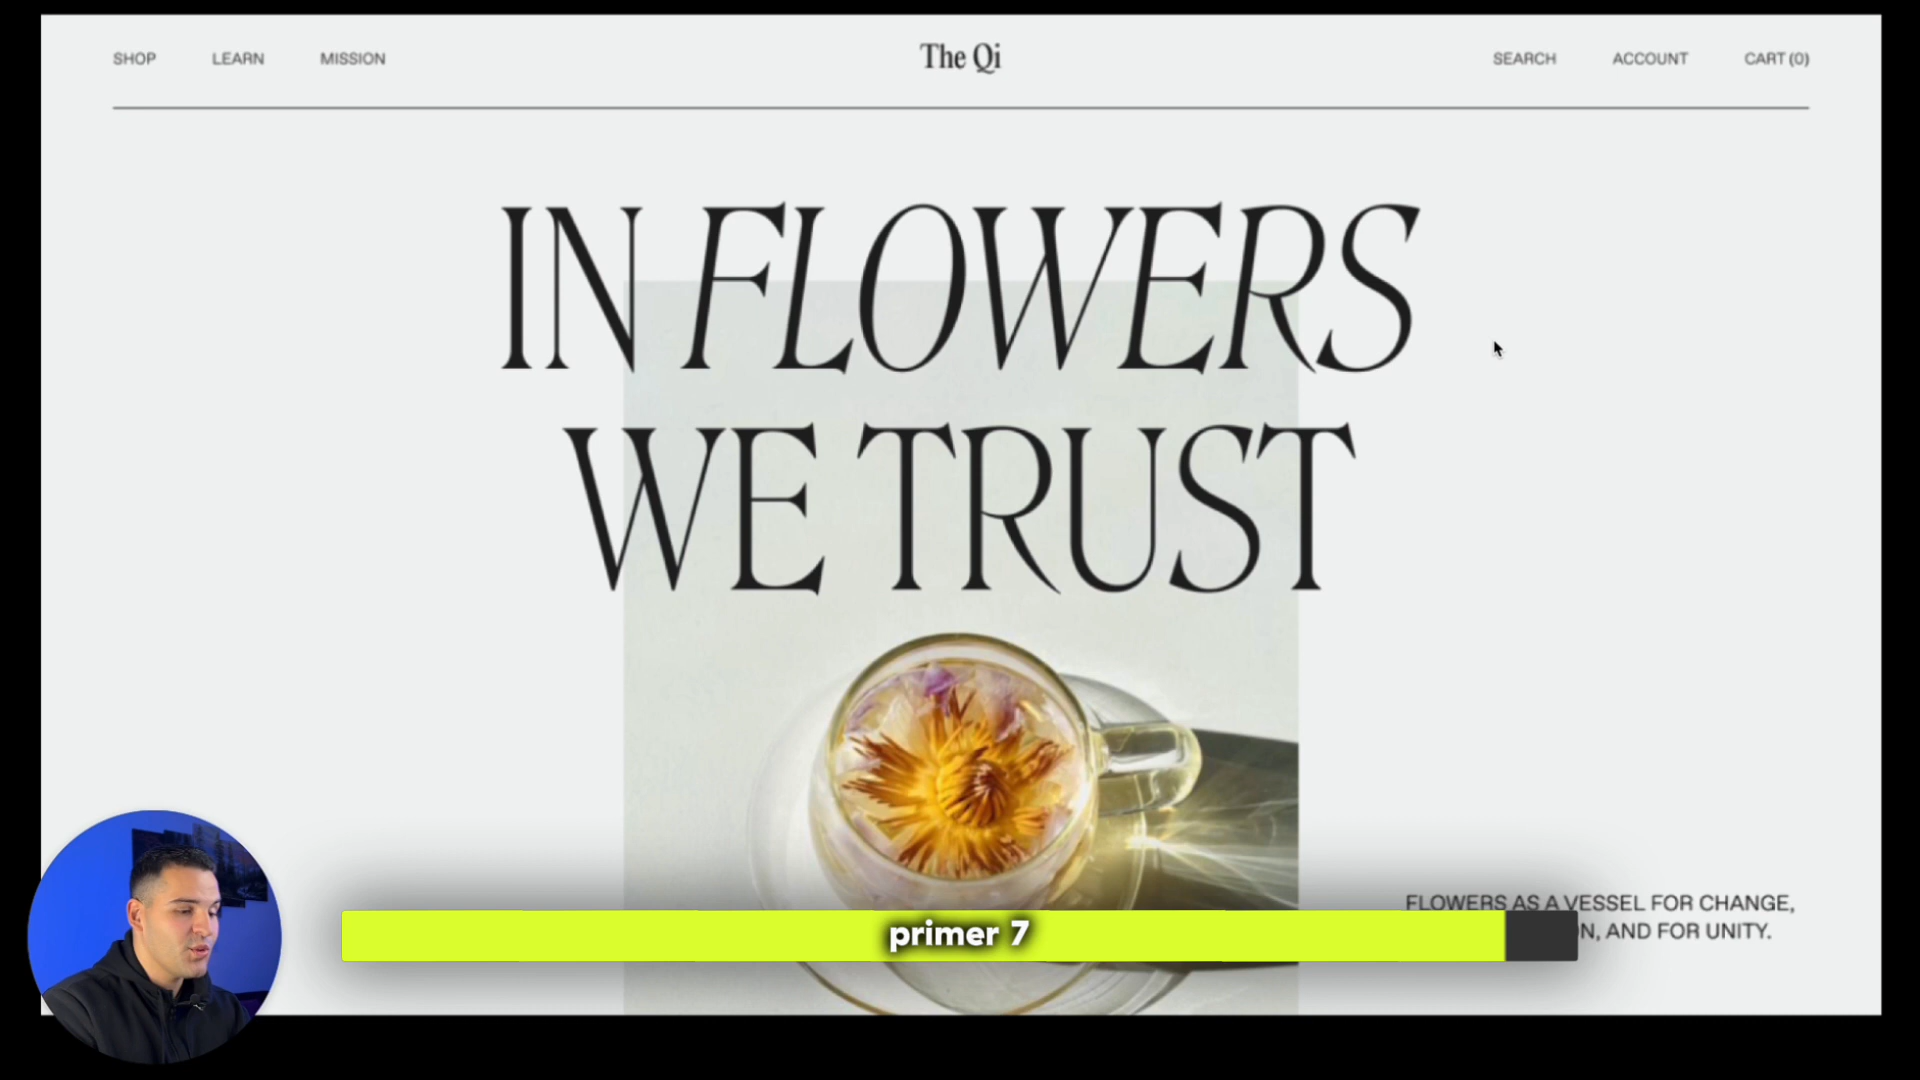 SHOP LEARN MISSION The Qi SEARCH ACCOUNT CART (0)
IN FLOWERS
WE TRUST
FLOWERS AS A VESSEL FOR CHANGE,
AND FOR UNITY.
primer 7